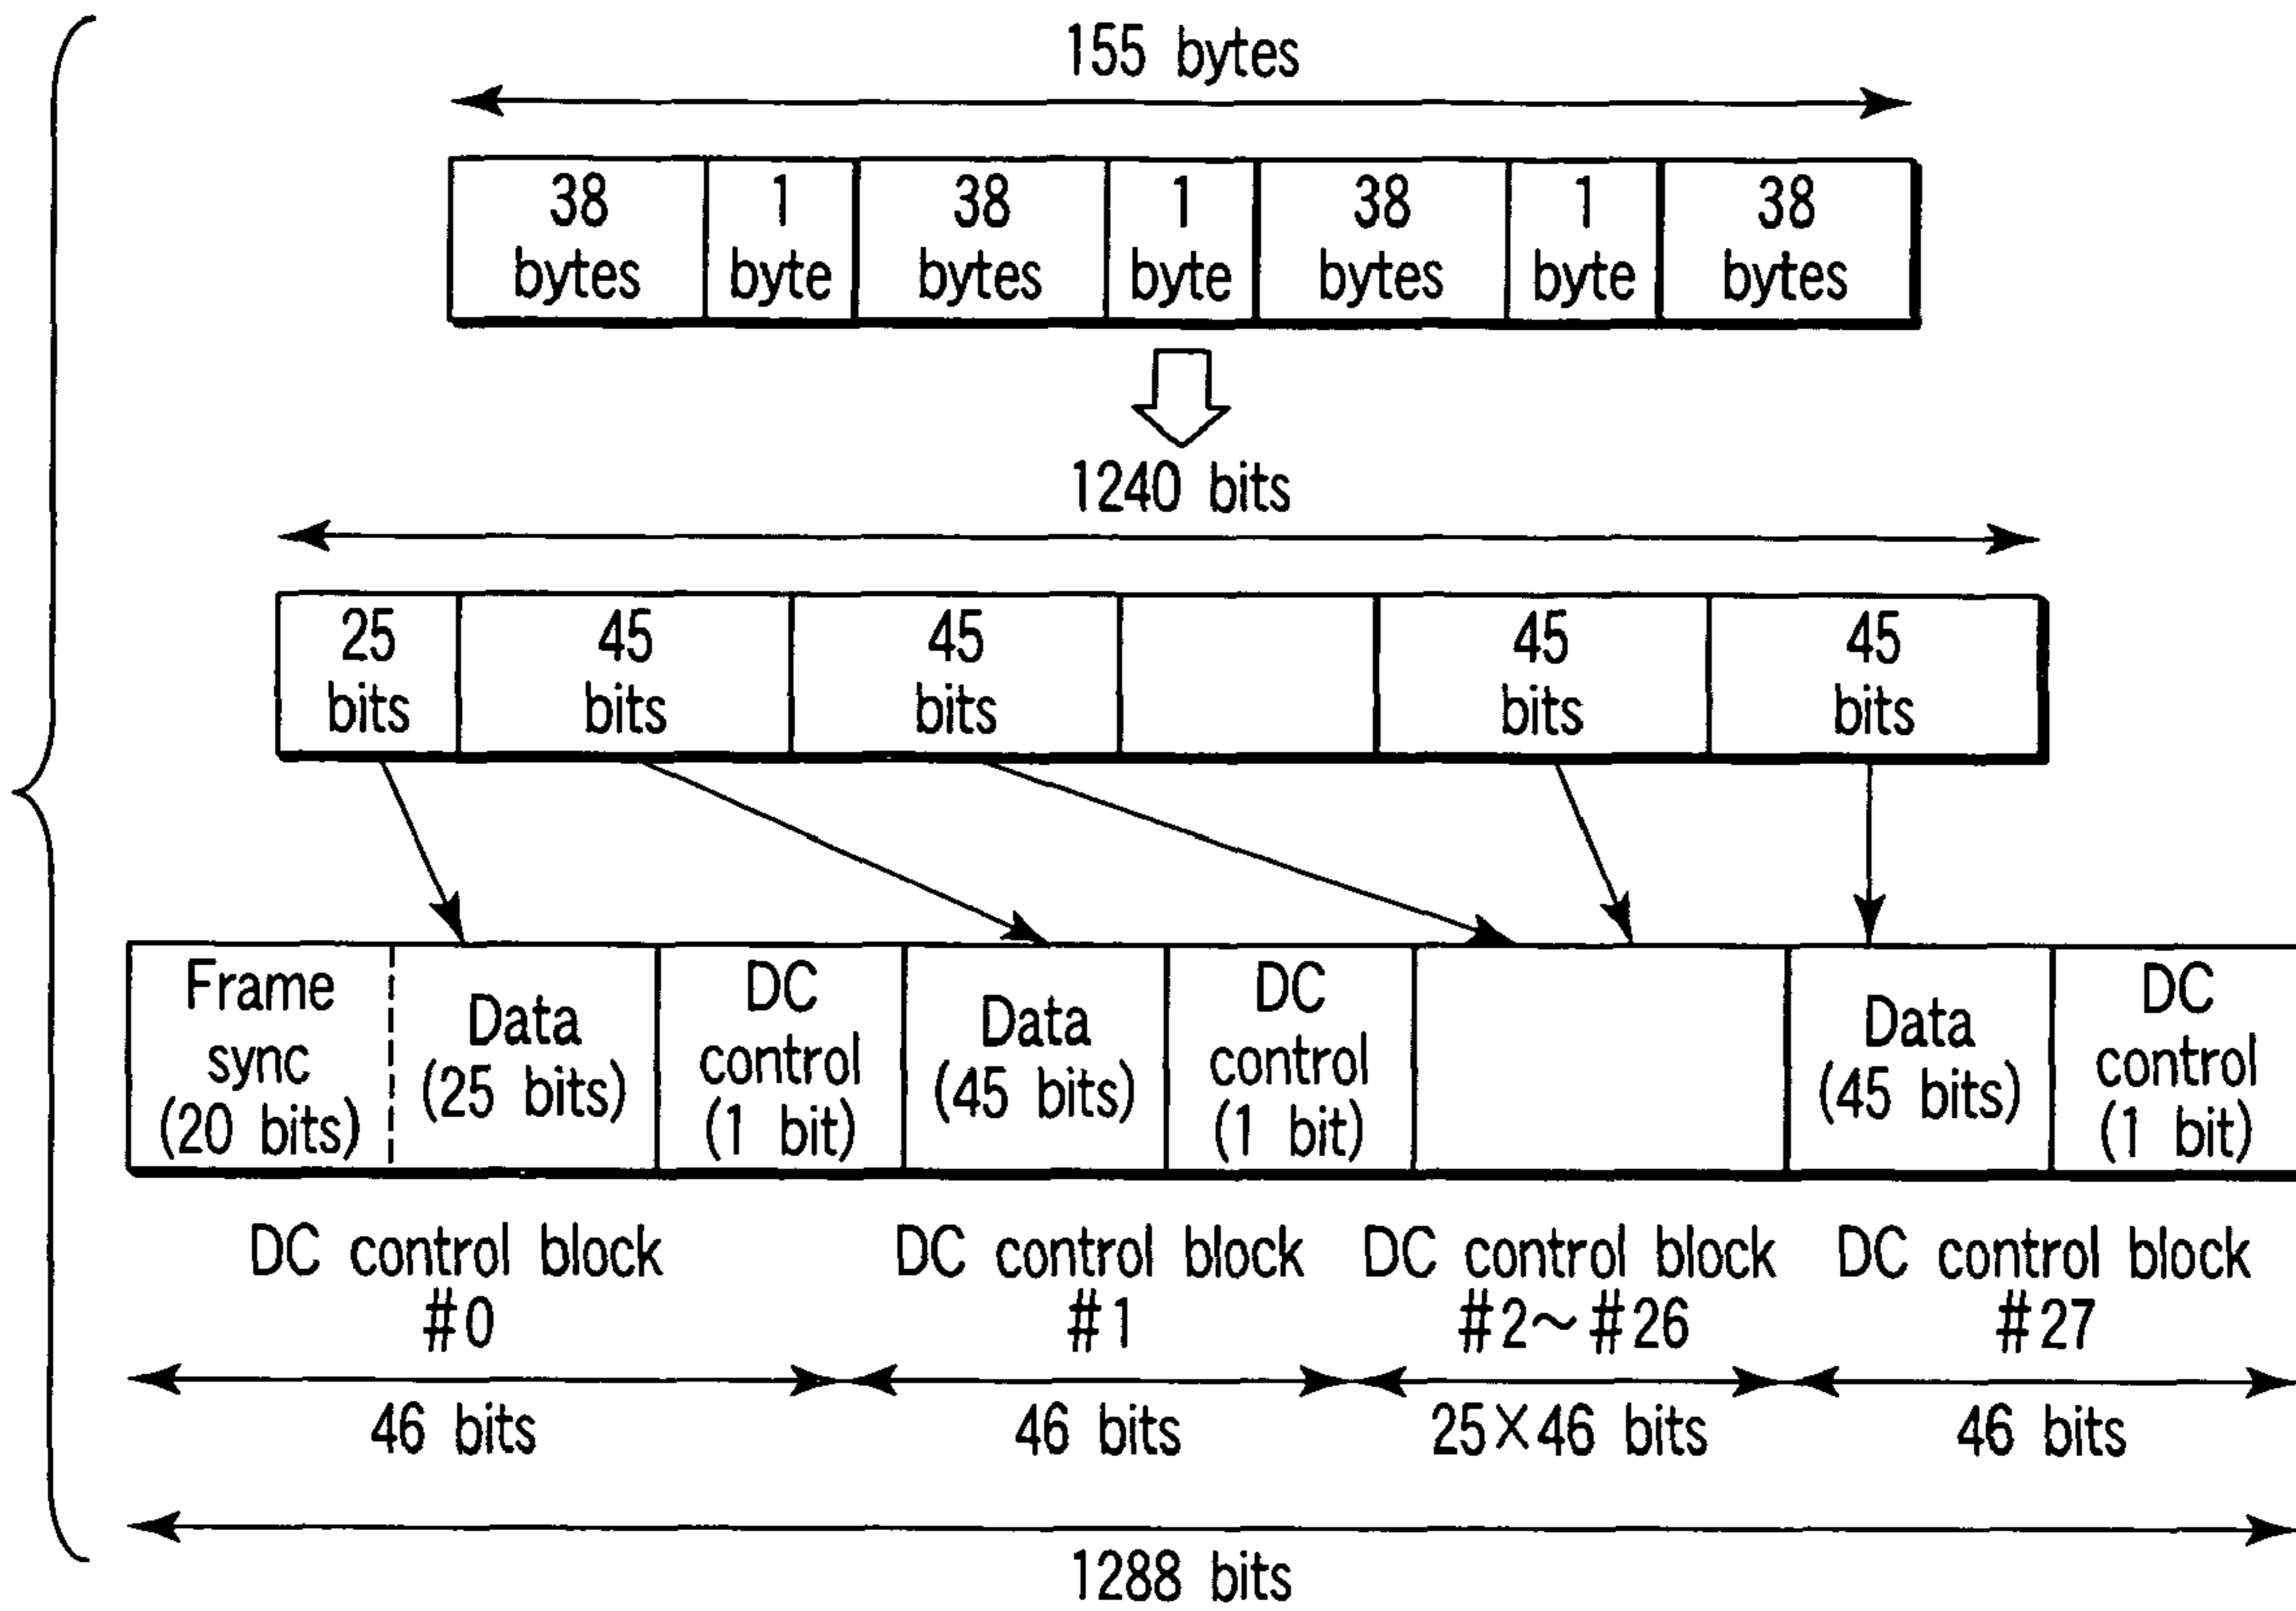 155 bytes
38 bytes
1 byte
38 bytes
1 byte
38 bytes
1 byte
38 bytes
1240 bits
25 bits
45 bits
45 bits
45 bits
45 bits
Frame sync (20 bits)
Data (25 bits)
DC control (1 bit)
Data (45 bits)
DC control (1 bit)
Data (45 bits)
DC control (1 bit)
DC control block #0
DC control block #1
DC control block #2~#26
DC control block #27
46 bits
46 bits
25×46 bits
46 bits
1288 bits